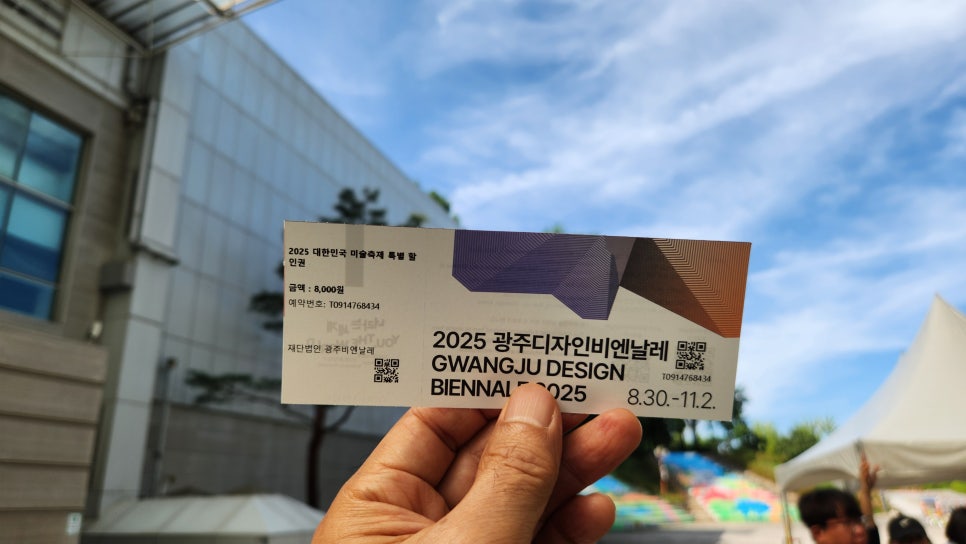 2025 대한민국 미술축제 특별 할
인권
금액 : 8,000원
예약번호: T0914768434
재단법인 광주비엔날레
2025 광주디자인비엔날레
GWANGJU DESIGN
BIENNALE 2025
T0914768434
8.30.-11.2.